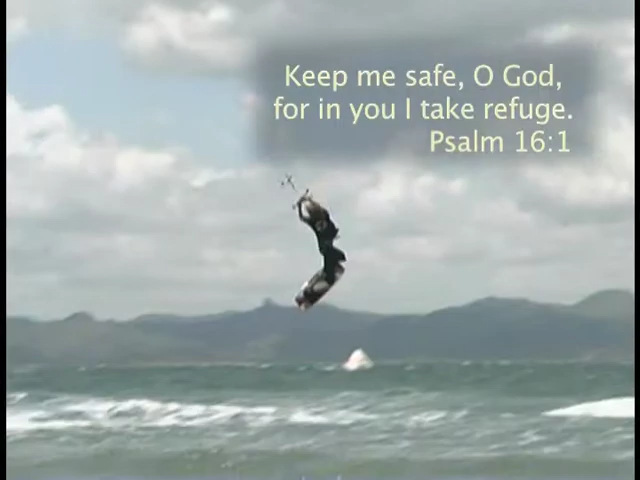 Keep me safe, O God,
for in you I take refuge.
Psalm 16:1